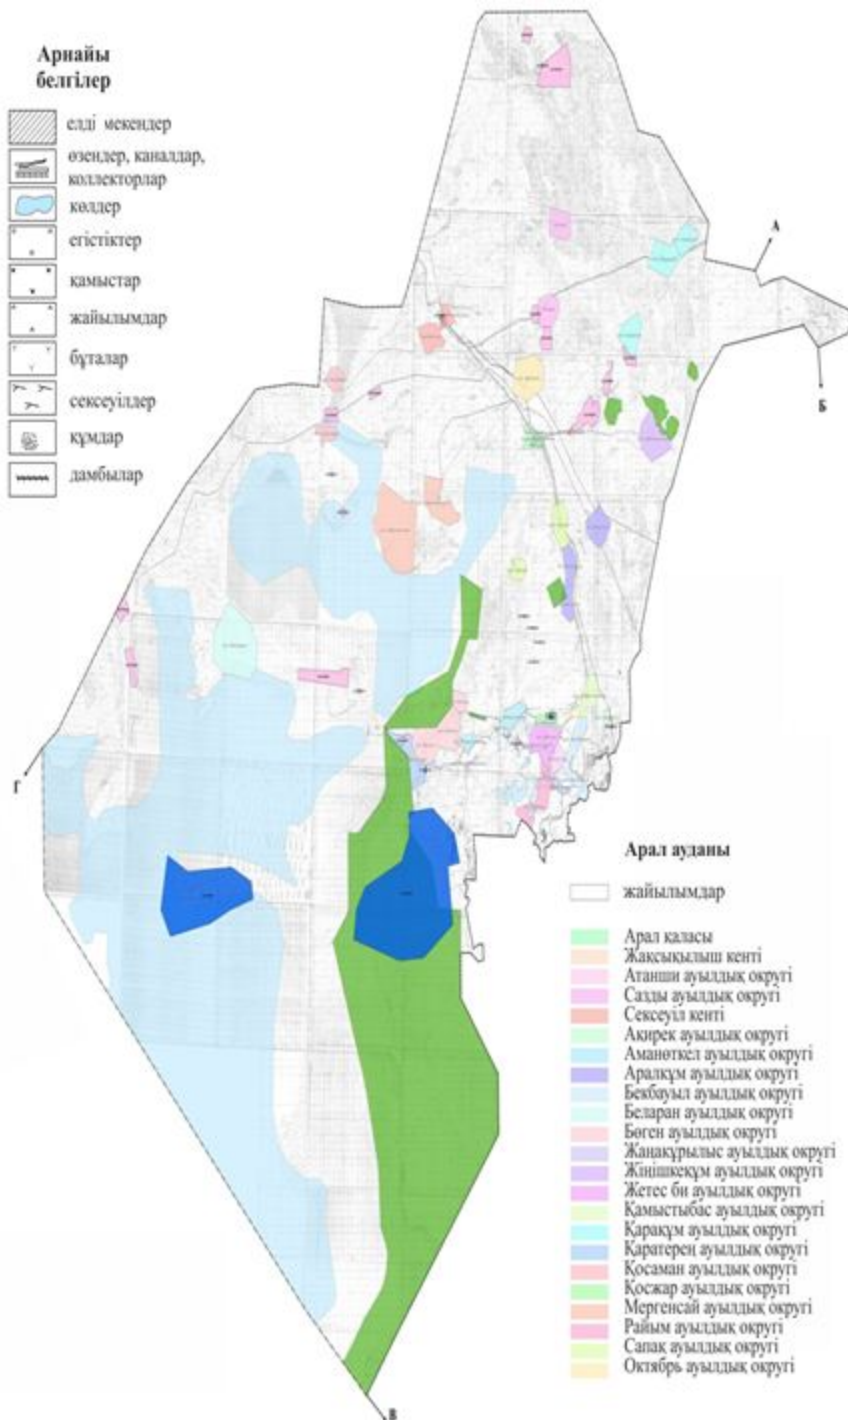 Арнайы
белгілер
елді мекендер
өзендер, каналдар,
коллекторлар
көлдер
егістіктер
қамыстар
жайылымдар
бұталар
сексеуілдер
құмдар
дамбылар
А
Б
Г
В
Арал ауданы
жайылымдар
Арал қаласы
Жақсықылыш кенті
Атанши ауылдық округі
Сазды ауылдық округі
Сексеуіл кенті
Ақирек ауылдық округі
Аманөткел ауылдық округі
Аралқұм ауылдық округі
Бекбауыл ауылдық округі
Беларан ауылдық округі
Бөген ауылдық округі
Жаңақұрылыс ауылдық округі
Жіңішкеқұм ауылдық округі
Жетес би ауылдық округі
Қамыстыбас ауылдық округі
Қарақұм ауылдық округі
Қаратерең ауылдық округі
Қосаман ауылдық округі
Қосжар ауылдық округі
Мергенсай ауылдық округі
Райым ауылдық округі
Сапақ ауылдық округі
Октябрь ауылдық округі